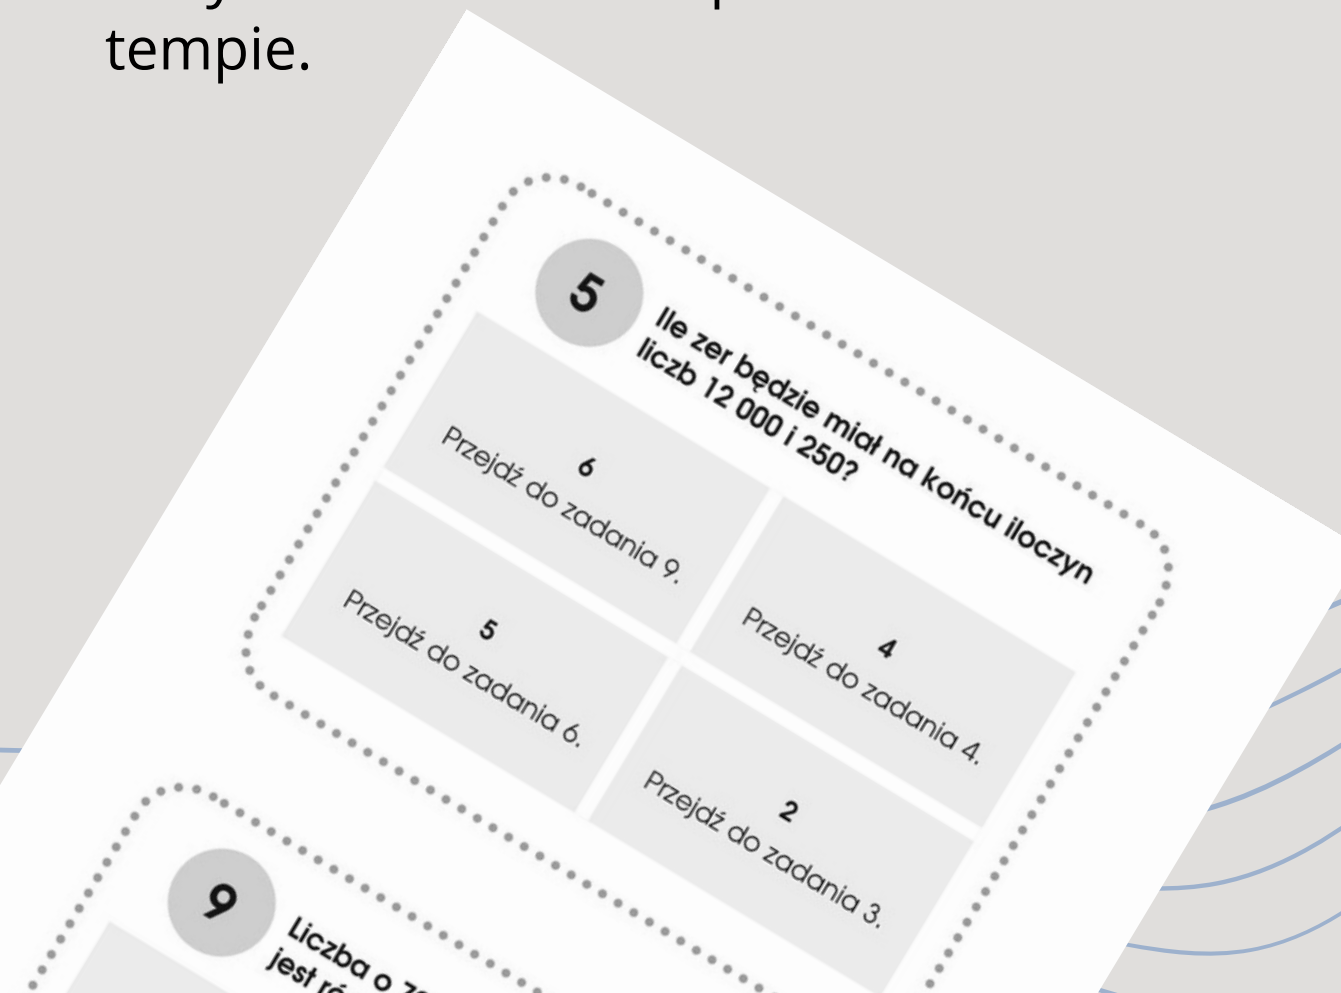 tempie.
5
Ile zer będzie miał na końcu iloczyn
liczb 12 000 i 250?
6
Przejdź do zadania 9.
4
Przejdź do zadania 4.
5
Przejdź do zadania 6.
2
Przejdź do zadania 3.
9
Liczba o
jest